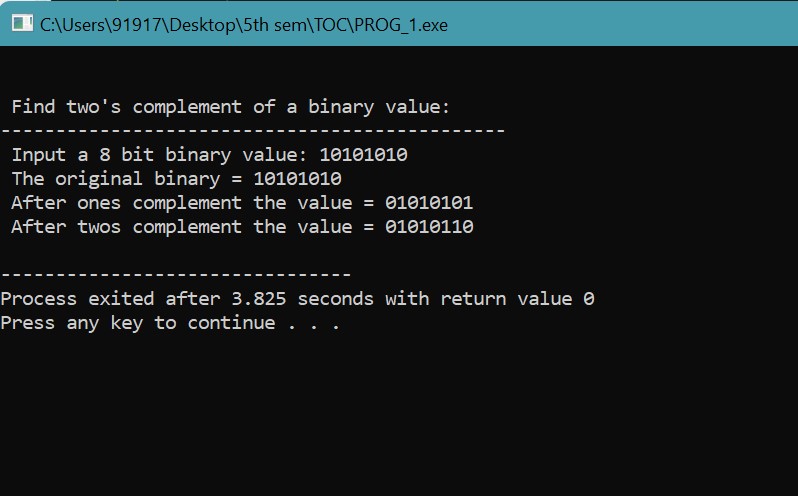 C:\Users\91917\Desktop\5th sem\TOC\PROG_1.exe
Find two's complement of a binary value:
----------------------------------------------
Input a 8 bit binary value: 10101010
The original binary = 10101010
After ones complement the value = 01010101
After twos complement the value = 01010110
--------------------------------
Process exited after 3.825 seconds with return value 0
Press any key to continue . . .